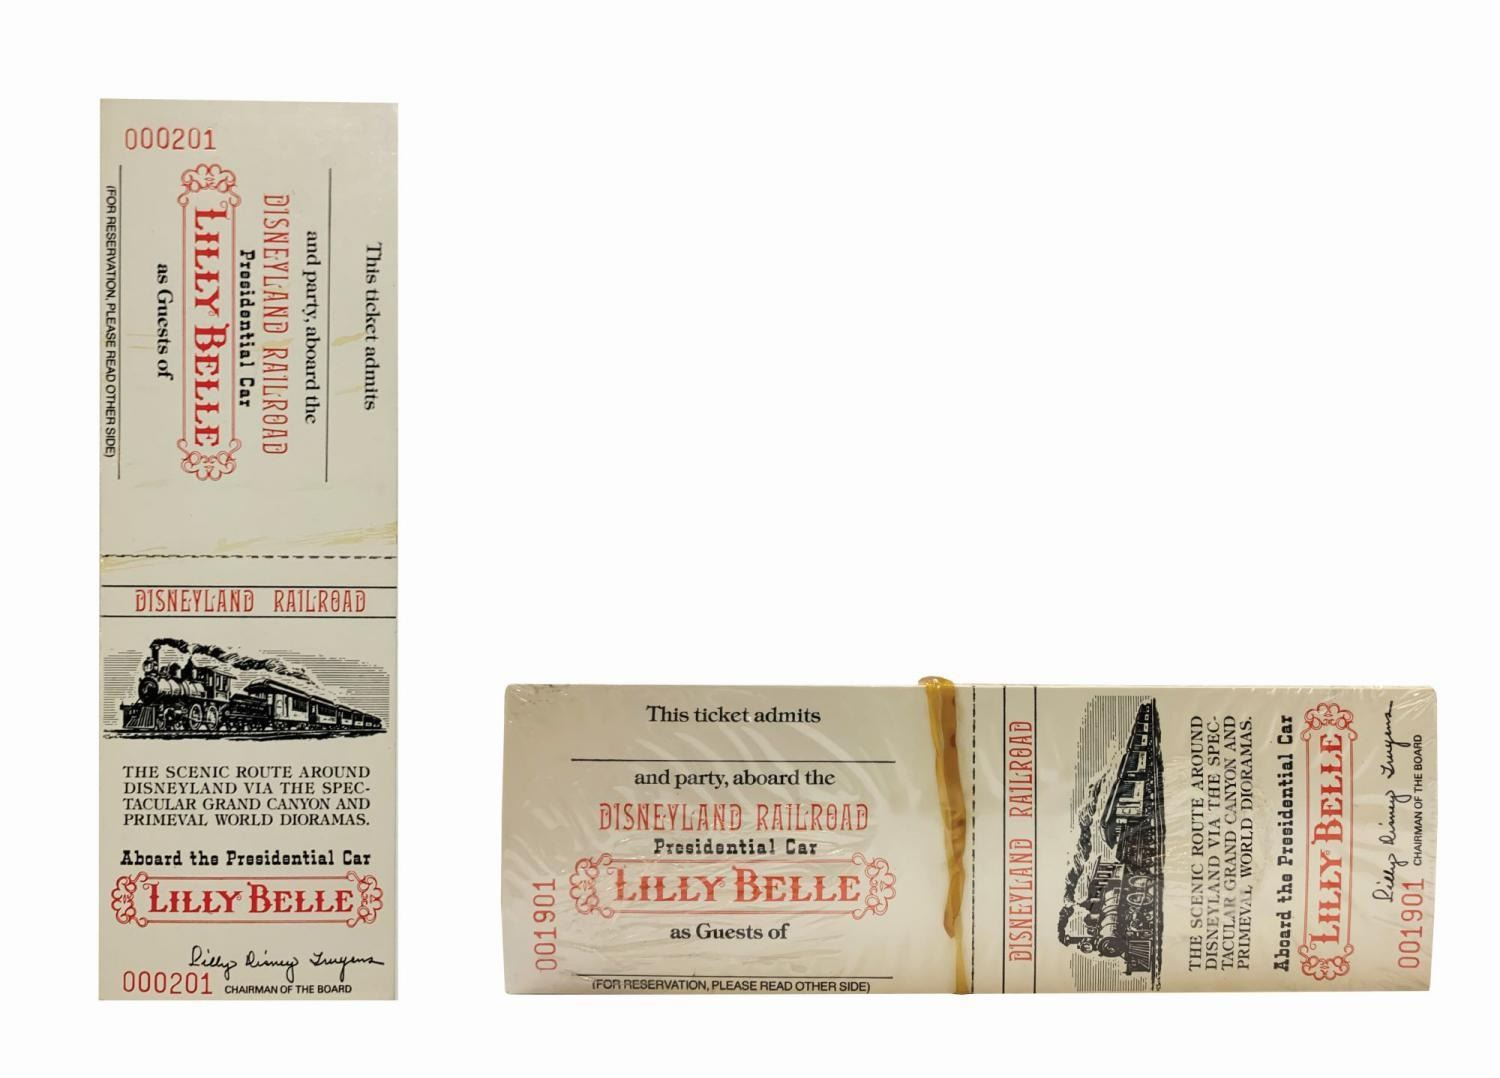 000201
This ticket admits
and party, aboard the
DISNEYLAND RAILROAD
Presidential Car
LILLY BELLE
as Guests of
(FOR RESERVATION, PLEASE READ OTHER SIDE)
DISNEYLAND RAILROAD
THE SCENIC ROUTE AROUND
DISNEYLAND VIA THE SPEC-
TACULAR GRAND CANYON AND
PRIMEVAL WORLD DIORAMAS.
Aboard the Presidential Car
LILLY BELLE
Lilly Disney Truyens
000201 CHAIRMAN OF THE BOARD
This ticket admits
and party, aboard the
DISNEYLAND RAILROAD
Presidential Car
LILLY BELLE
as Guests of
(FOR RESERVATION, PLEASE READ OTHER SIDE)
001901
DISNEYLAND RAILROAD
THE SCENIC ROUTE AROUND
DISNEYLAND VIA THE SPEC-
TACULAR GRAND CANYON AND
PRIMEVAL WORLD DIORAMAS.
Aboard the Presidential Car
LILLY BELLE
Lilly Disney Truyens
001901 CHAIRMAN OF THE BOARD